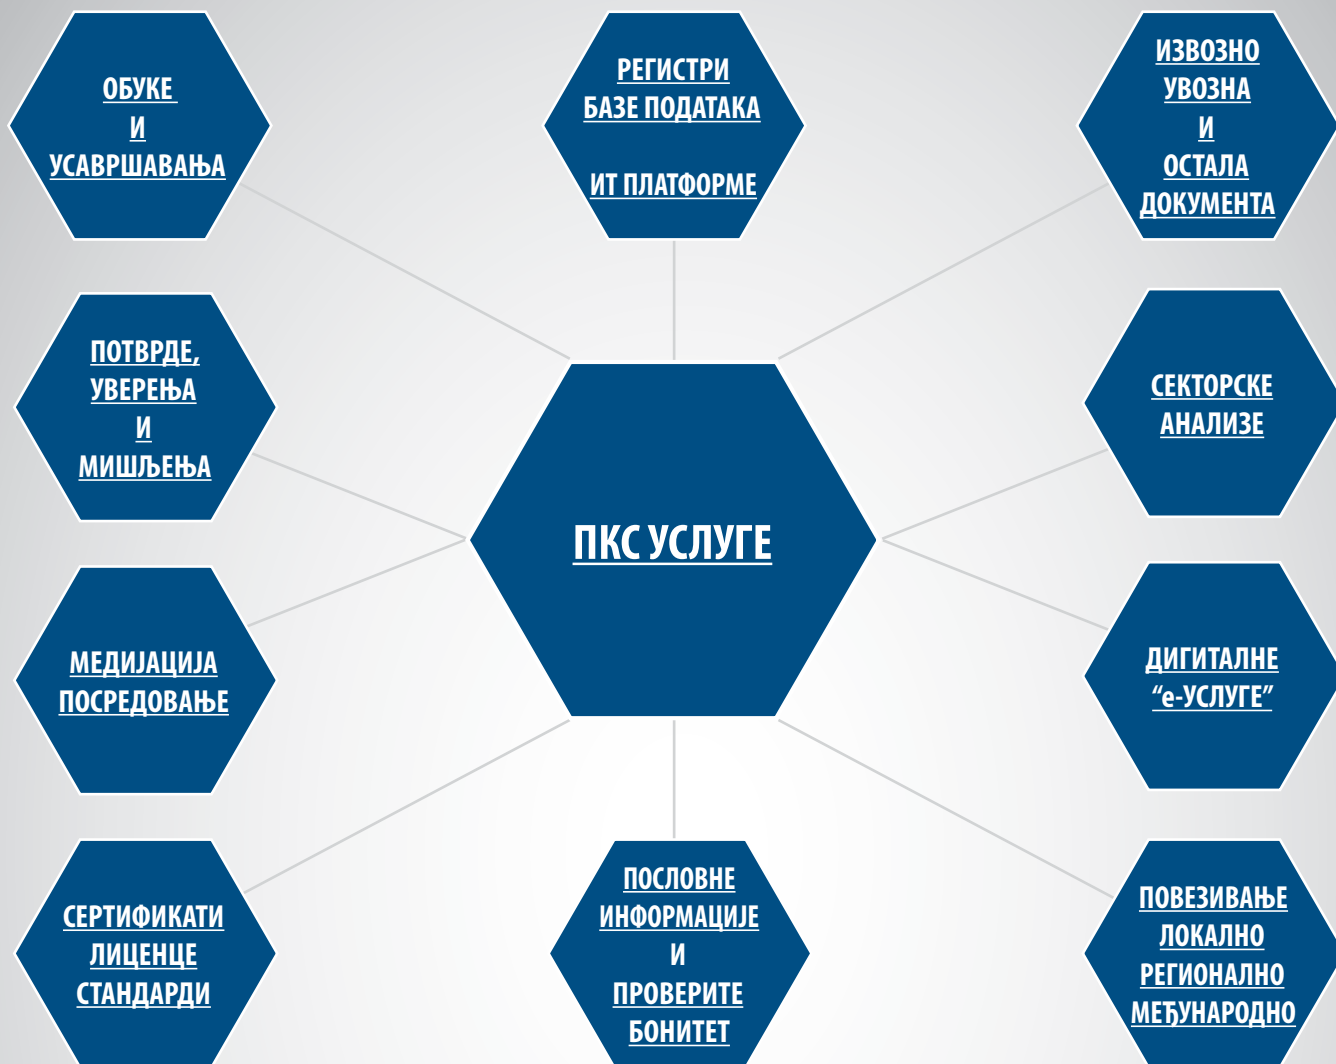 ОБУКЕ
И
УСАВРШАВАЊА
РЕГИСТРИ
БАЗЕ ПОДАТАКА
ИТ ПЛАТФОРМЕ
ИЗВОЗНО
УВОЗНА
И
ОСТАЛА
ДОКУМЕНТА
ПОТВРДЕ,
УВЕРЕЊА
И
МИШЉЕЊА
СЕКТОРСКЕ
АНАЛИЗЕ
ПКС УСЛУГЕ
МЕДИЈАЦИЈА
ПОСРЕДОВАЊЕ
ДИГИТАЛНЕ
“е-УСЛУГЕ”
СЕРТИФИКАТИ
ЛИЦЕНЦЕ
СТАНДАРДИ
ПОСЛОВНЕ
ИНФОРМАЦИЈЕ
И
ПРОВЕРИТЕ
БОНИТЕТ
ПОВЕЗИВАЊЕ
ЛОКАЛНО
РЕГИОНАЛНО
МЕЂУНАРОДНО